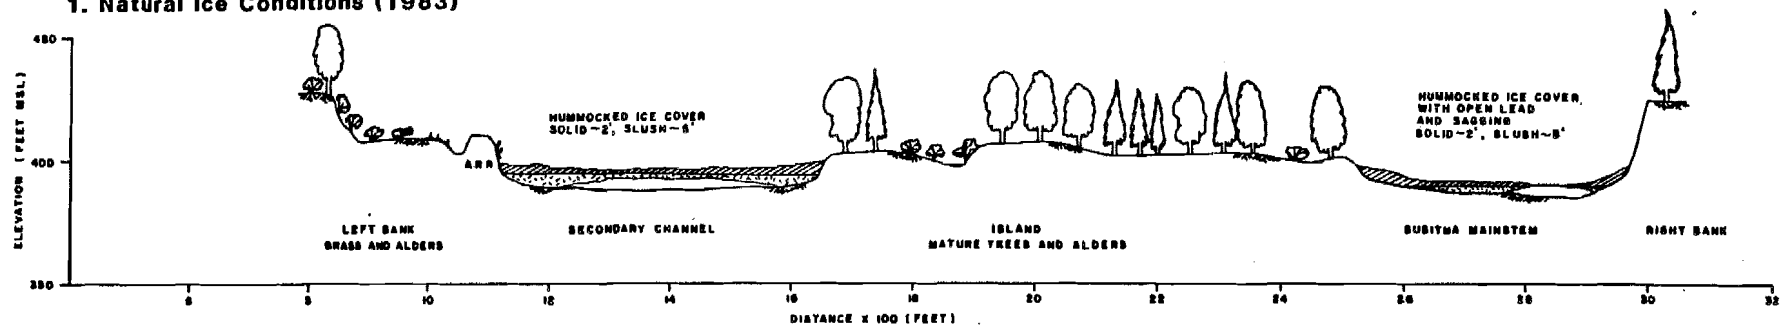 1. Natural Ice Conditions (1983)
450
ELEVATION (FEET MSL)
400
350
HUMMOCKED ICE COVER
SOLID~2', SLUSH~5'
HUMMOCKED ICE COVER
WITH OPEN LEAD
AND SAGGING
SOLID~2', SLUSH~5'
ARR
LEFT BANK
GRASS AND ALDERS
SECONDARY CHANNEL
ISLAND
MATURE TREES AND ALDERS
SUSITNA MAINSTEM
RIGHT BANK
6 8 10 12 14 16 18 20 22 24 26 28 30 32
DISTANCE x 100 (FEET)